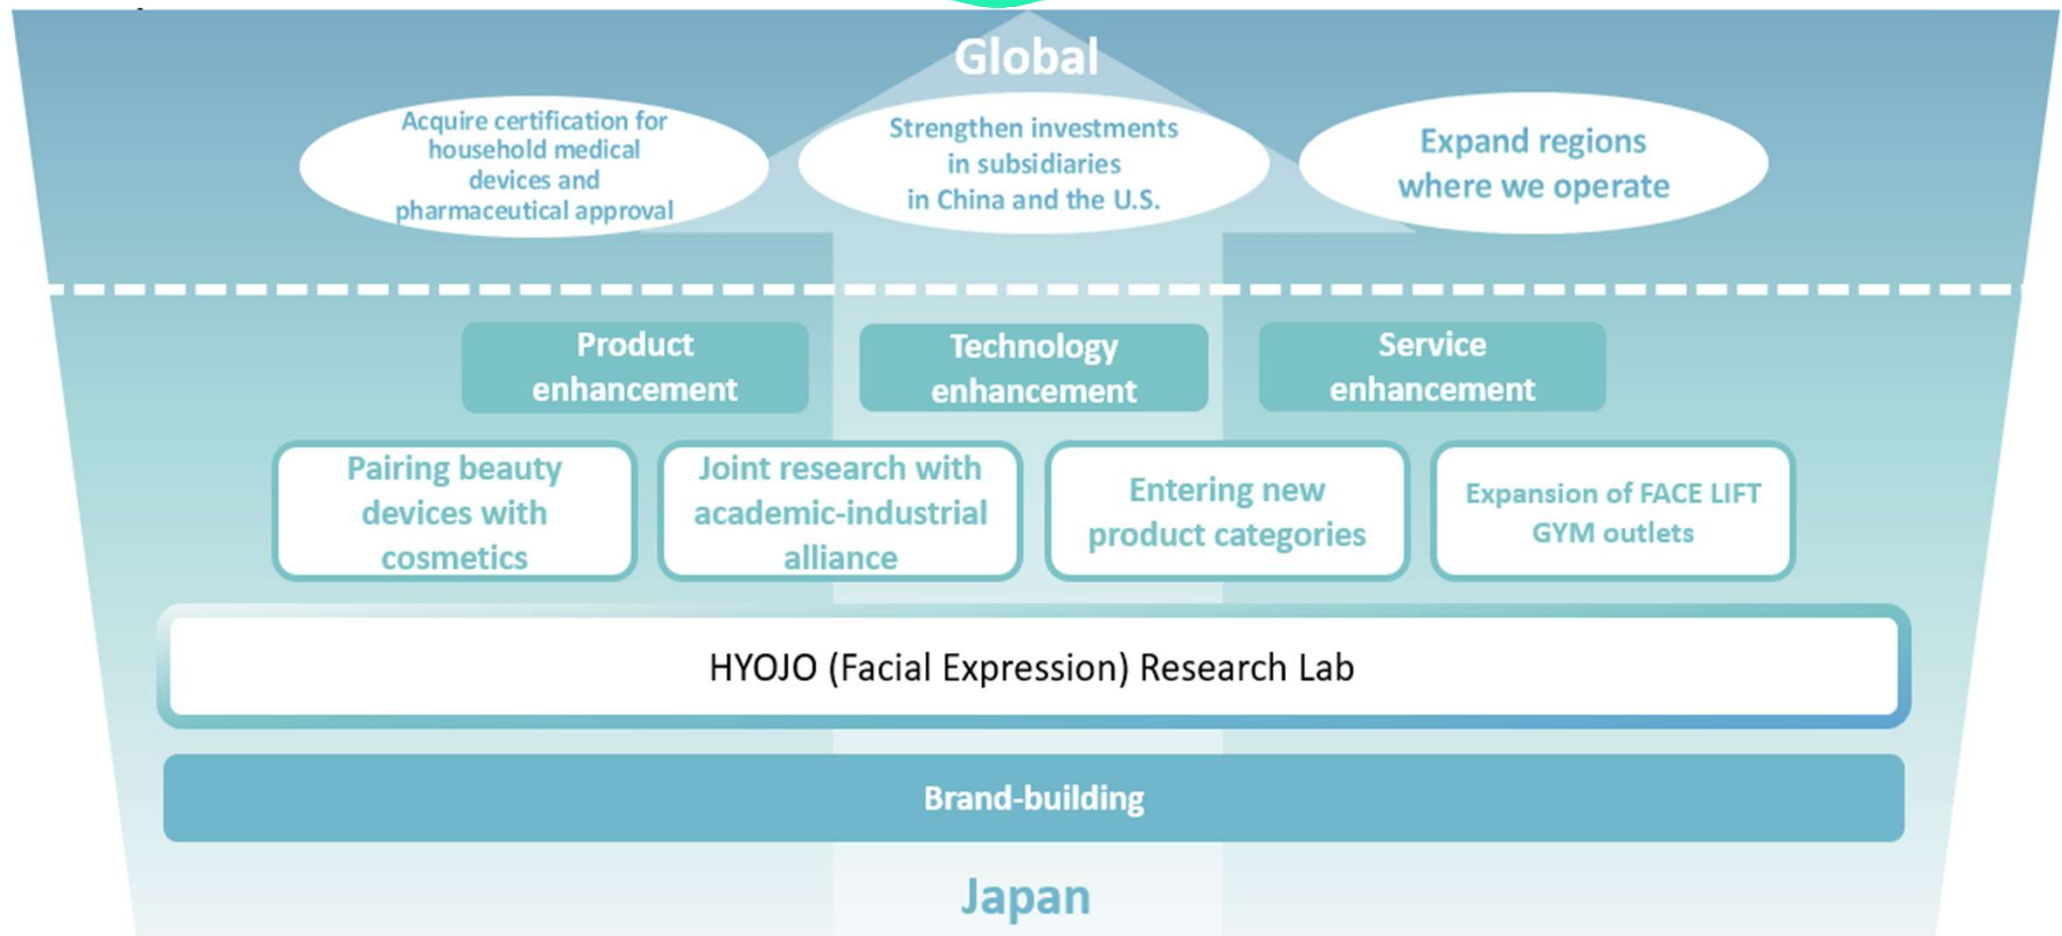 Global
Acquire certification for
household medical
devices and
pharmaceutical approval
Strengthen investments
in subsidiaries
in China and the U.S.
Expand regions
where we operate
Product
enhancement
Technology
enhancement
Service
enhancement
Pairing beauty
devices with
cosmetics
Joint research with
academic-industrial
alliance
Entering new
product categories
Expansion of FACE LIFT
GYM outlets
HYOJO (Facial Expression) Research Lab
Brand-building
Japan